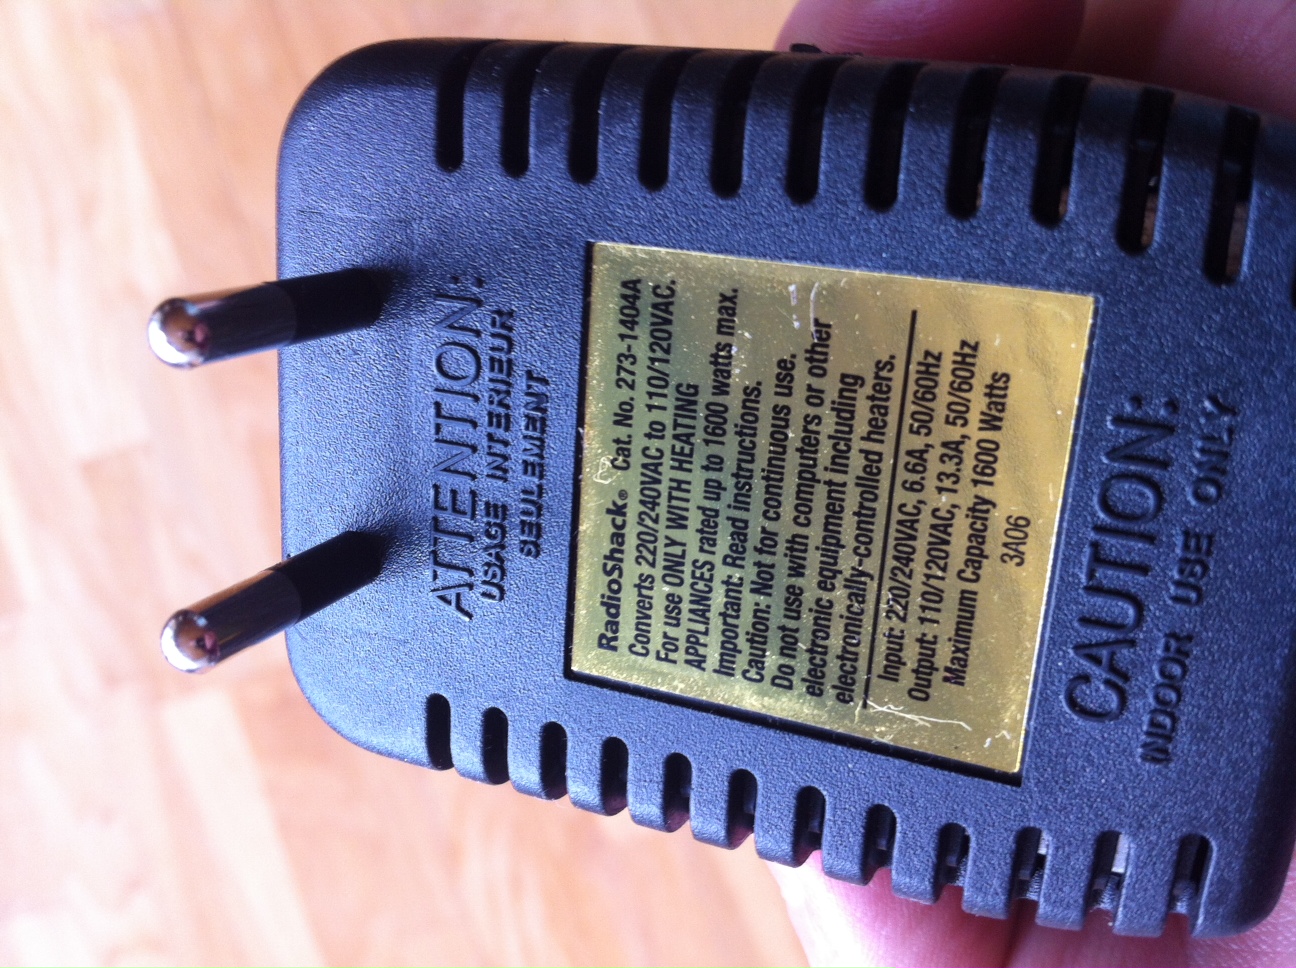 ATTENTION:
USAGE INTERIEUR
SEULEMENT
RadioShack® Cat. No. 273-1404A
Converts 220/240VAC to 110/120VAC.
For use ONLY WITH HEATING
APPLIANCES rated up to 1600 watts max.
Important: Read instructions.
Caution: Not for continuous use.
Do not use with computers or other
electronic equipment including
electronically-controlled heaters.
Input: 220/240VAC, 6.6A, 50/60Hz
Output: 110/120VAC, 13.3A, 50/60Hz
Maximum Capacity 1600 Watts
3A06
CAUTION:
INDOOR USE ONLY